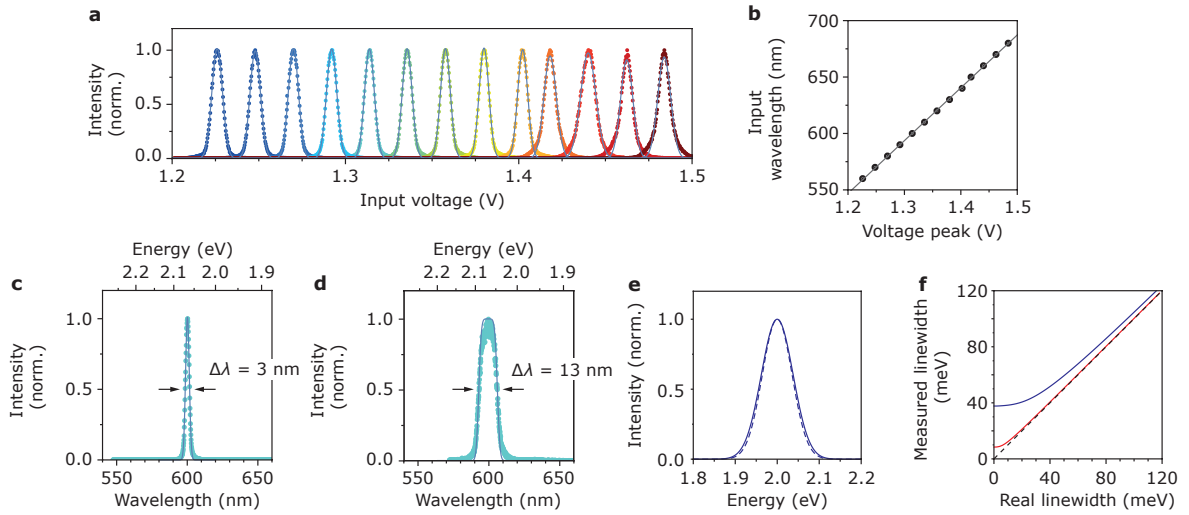 a
Intensity
(norm.)
1.0
0.5
0.0
1.2
1.3
1.4
1.5
Input voltage (V)
b
Input
wavelength (nm)
700
650
600
550
1.2
1.3
1.4
1.5
Voltage peak (V)
c
Energy (eV)
2.2
2.1
2.0
1.9
Intensity
(norm.)
1.0
0.5
0.0
Δλ = 3 nm
550
600
650
Wavelength (nm)
d
Energy (eV)
2.2
2.1
2.0
1.9
Intensity
(norm.)
1.0
0.5
0.0
Δλ = 13 nm
550
600
650
Wavelength (nm)
e
Intensity (norm.)
1.0
0.5
0.0
1.8
1.9
2.0
2.1
2.2
Energy (eV)
f
Measured linewidth
(meV)
120
80
40
0
0
40
80
120
Real linewidth (meV)